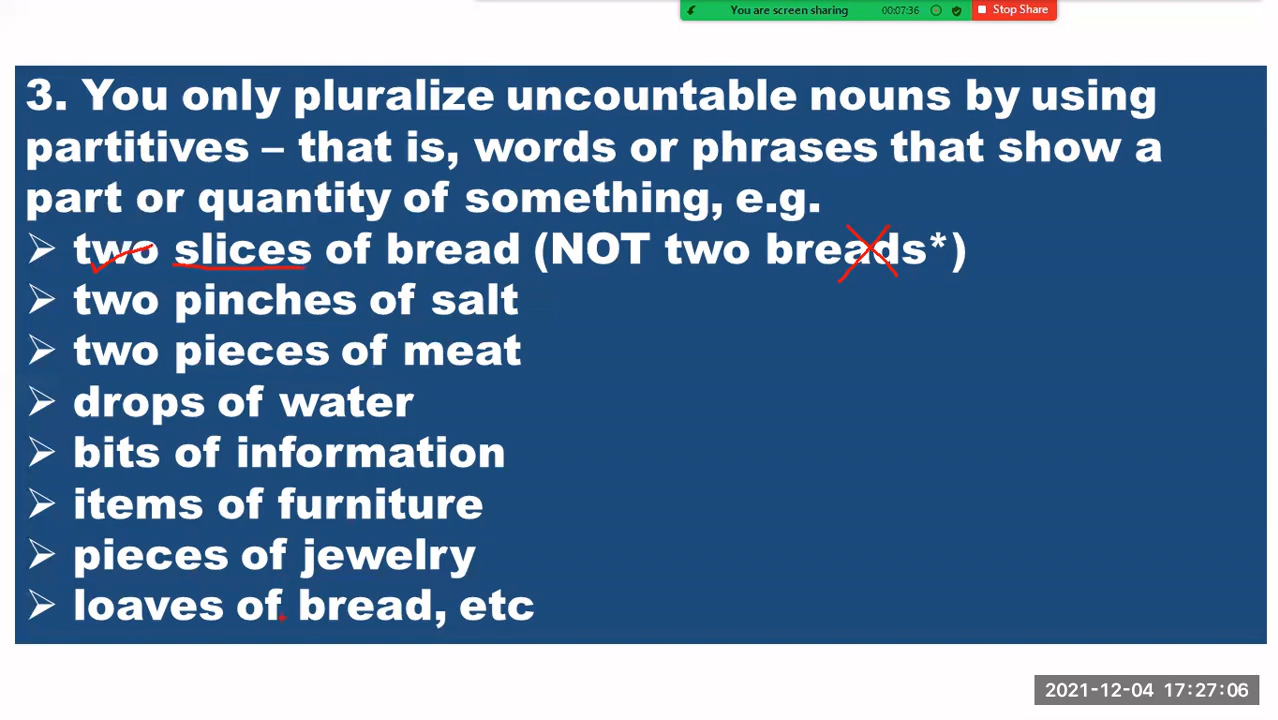 You are screen sharing 00:07:36 Stop Share
3. You only pluralize uncountable nouns by using
partitives – that is, words or phrases that show a
part or quantity of something, e.g.
➢ two slices of bread (NOT two breads*)
➢ two pinches of salt
➢ two pieces of meat
➢ drops of water
➢ bits of information
➢ items of furniture
➢ pieces of jewelry
➢ loaves of bread, etc
2021-12-04 17:27:06